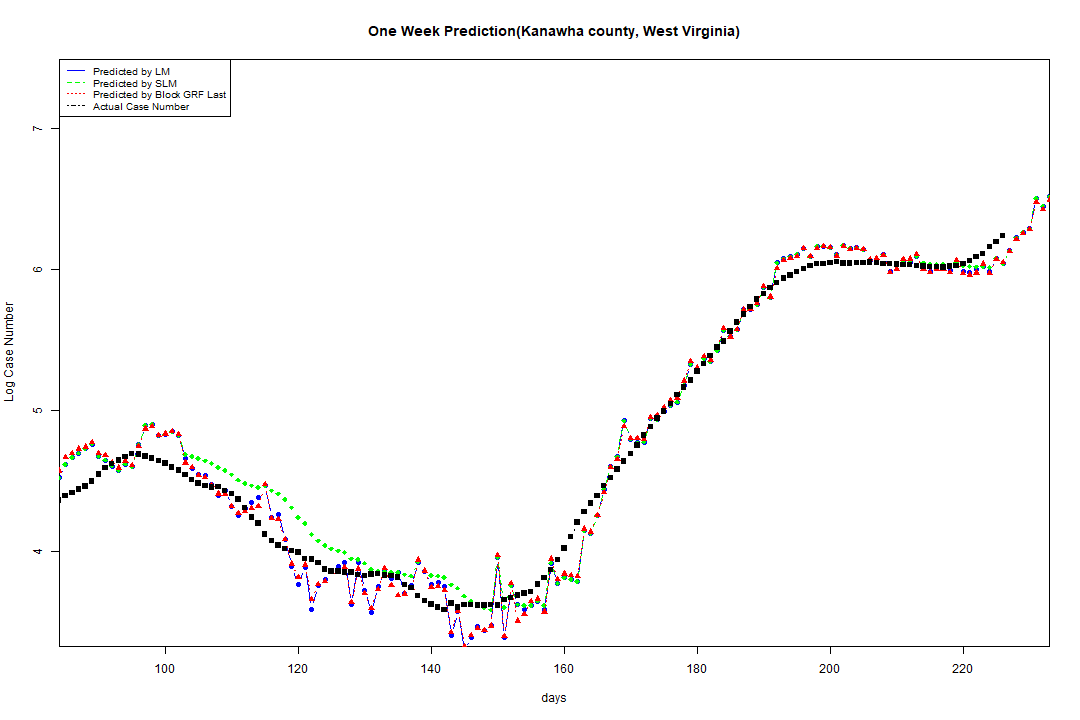 One Week Prediction(Kanawha county, West Virginia)
Predicted by LM
Predicted by SLM
Predicted by Block GRF Last
Actual Case Number
7
6
5
4
Log Case Number
100 120 140 160 180 200 220
days